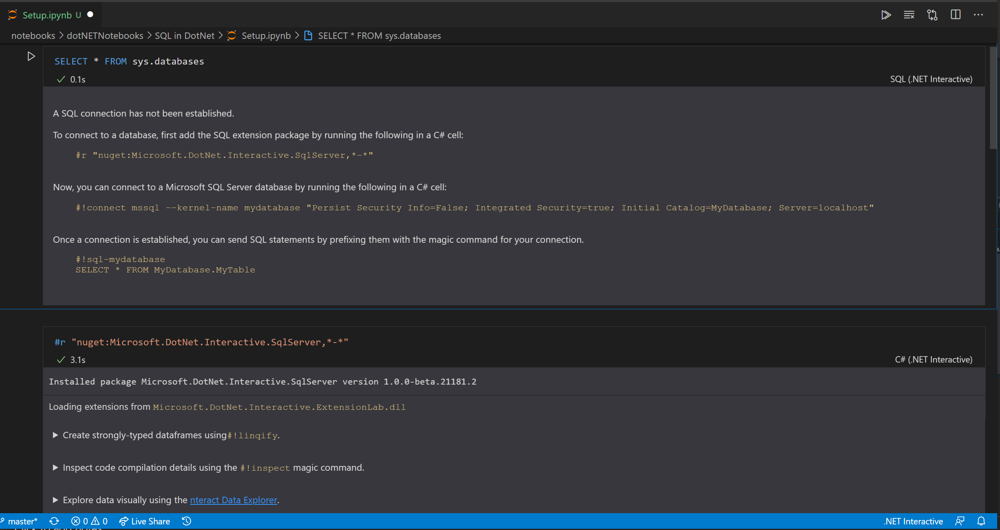 Setup.ipynb U
notebooks > dotNETNotebooks > SQL in DotNet > Setup.ipynb > SELECT * FROM sys.databases
SELECT * FROM sys.databases
0.1s
SQL (.NET Interactive)
A SQL connection has not been established.
To connect to a database, first add the SQL extension package by running the following in a C# cell:
#r "nuget:Microsoft.DotNet.Interactive.SqlServer,*-*"
Now, you can connect to a Microsoft SQL Server database by running the following in a C# cell:
#!connect mssql --kernel-name mydatabase "Persist Security Info=False; Integrated Security=true; Initial Catalog=MyDatabase; Server=localhost"
Once a connection is established, you can send SQL statements by prefixing them with the magic command for your connection.
#!sql-mydatabase
SELECT * FROM MyDatabase.MyTable
#r "nuget:Microsoft.DotNet.Interactive.SqlServer,*-*"
3.1s
C# (.NET Interactive)
Installed package Microsoft.DotNet.Interactive.SqlServer version 1.0.0-beta.21181.2
Loading extensions from Microsoft.DotNet.Interactive.ExtensionLab.dll
Create strongly-typed dataframes using#!linqify.
Inspect code compilation details using the #!inspect magic command.
Explore data visually using the nteract Data Explorer.
master* 0 0 Live Share .NET Interactive